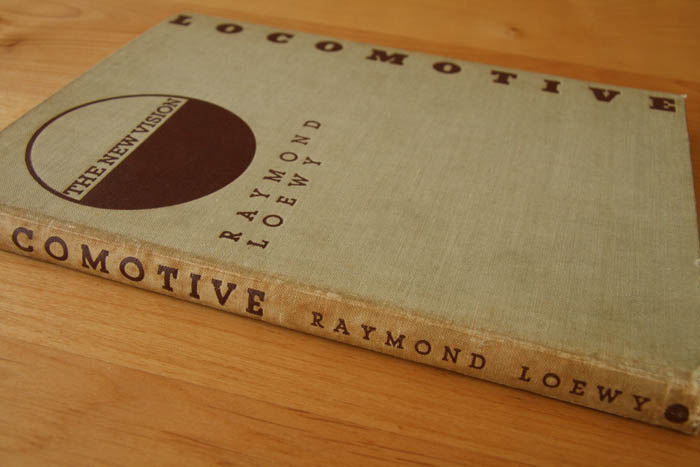 LOCOMOTIVE
THE NEW VISION
RAYMOND
LOEWY
COMOTIVE RAYMOND LOEWY